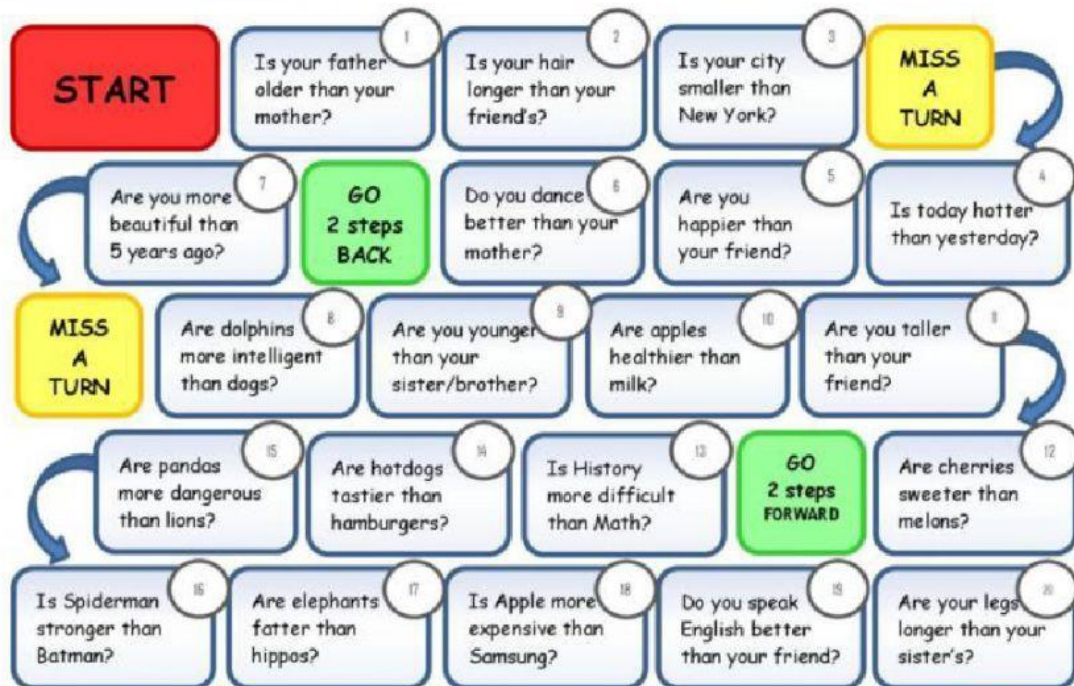 START
1
Is your father
older than your
mother?
2
Is your hair
longer than your
friend's?
3
Is your city
smaller than
New York?
MISS
A
TURN
4
Is today hotter
than yesterday?
5
Are you
happier than
your friend?
6
Do you dance
better than your
mother?
GO
2 steps
BACK
7
Are you more
beautiful than
5 years ago?
MISS
A
TURN
8
Are dolphins
more intelligent
than dogs?
9
Are you younger
than your
sister/brother?
10
Are apples
healthier than
milk?
11
Are you taller
than your
friend?
12
Are cherries
sweeter than
melons?
GO
2 steps
FORWARD
13
Is History
more difficult
than Math?
14
Are hotdogs
tastier than
hamburgers?
15
Are pandas
more dangerous
than lions?
16
Is Spiderman
stronger than
Batman?
17
Are elephants
fatter than
hippos?
18
Is Apple more
expensive than
Samsung?
19
Do you speak
English better
than your friend?
20
Are your legs
longer than your
sister's?